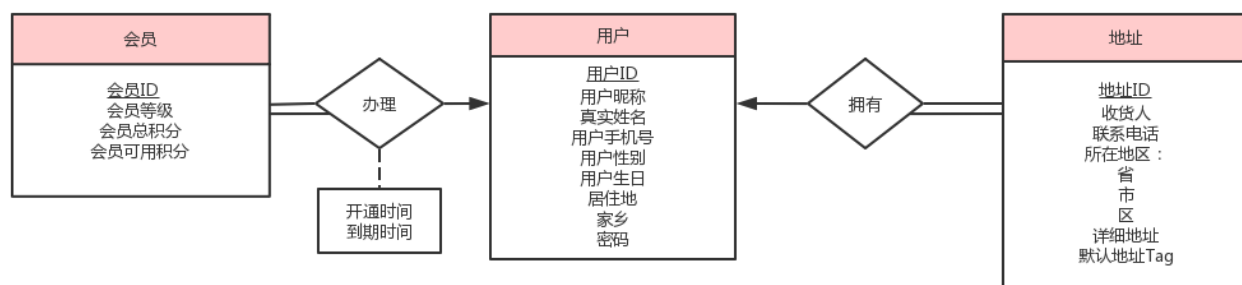 会员
会员ID
会员等级
会员总积分
会员可用积分
办理
开通时间
到期时间
用户
用户ID
用户昵称
真实姓名
用户手机号
用户性别
用户生日
居住地
家乡
密码
拥有
地址
地址ID
收货人
联系电话
所在地区：
省
市
区
详细地址
默认地址Tag